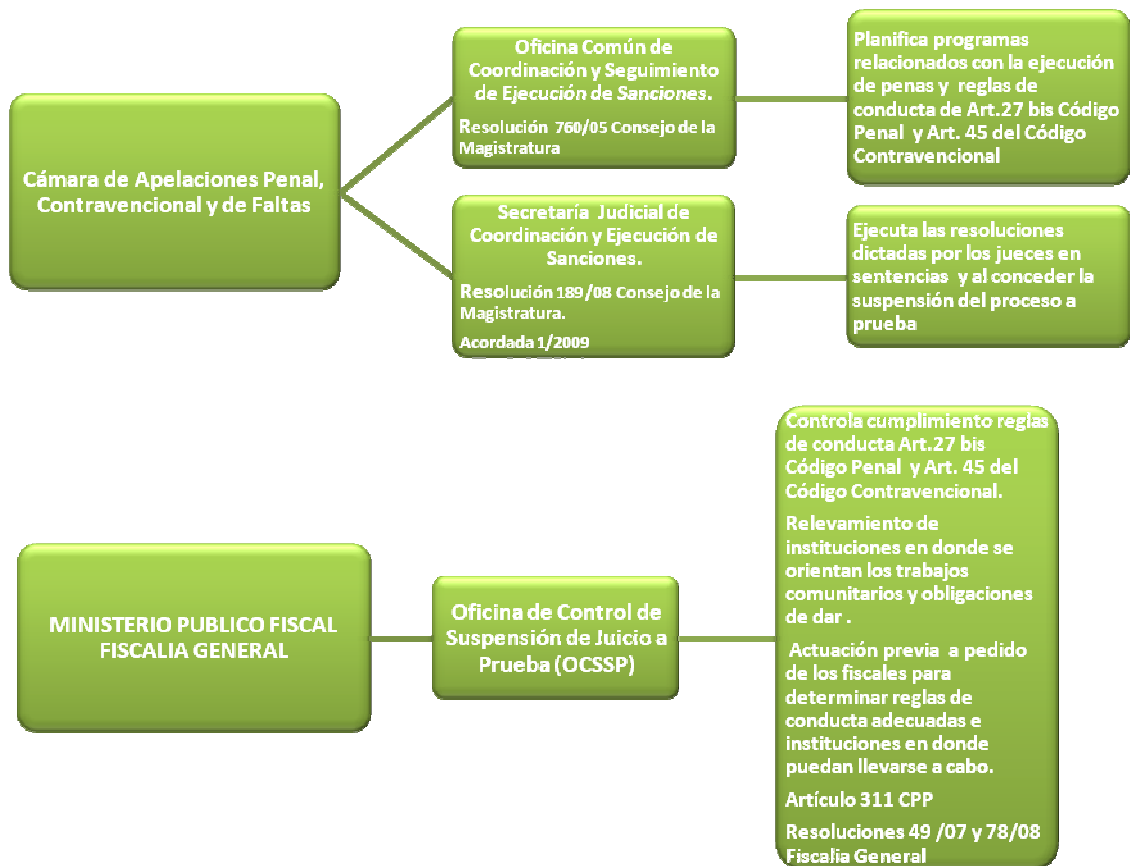 Cámara de Apelaciones Penal,
Contravencional y de Faltas
Oficina Común de
Coordinación y Seguimiento
de Ejecución de Sanciones.
Resolución 760/05 Consejo de la
Magistratura
Planifica programas
relacionados con la ejecución
de penas y reglas de
conducta de Art.27 bis Código
Penal y Art. 45 del Código
Contravencional
Secretaría Judicial de
Coordinación y Ejecución de
Sanciones.
Resolución 189/08 Consejo de la
Magistratura.
Acordada 1/2009
Ejecuta las resoluciones
dictadas por los jueces en
sentencias y al conceder la
suspensión del proceso a
prueba
MINISTERIO PUBLICO FISCAL
FISCALIA GENERAL
Oficina de Control de
Suspensión de Juicio a
Prueba (OCSSP)
Controla cumplimiento reglas
de conducta Art.27 bis
Código Penal y Art. 45 del
Código Contravencional.
Relevamiento de
instituciones en donde se
orientan los trabajos
comunitarios y obligaciones
de dar .
Actuación previa a pedido
de los fiscales para
determinar reglas de
conducta adecuadas e
instituciones en donde
puedan llevarse a cabo.
Artículo 311 CPP
Resoluciones 49 /07 y 78/08
Fiscalia General